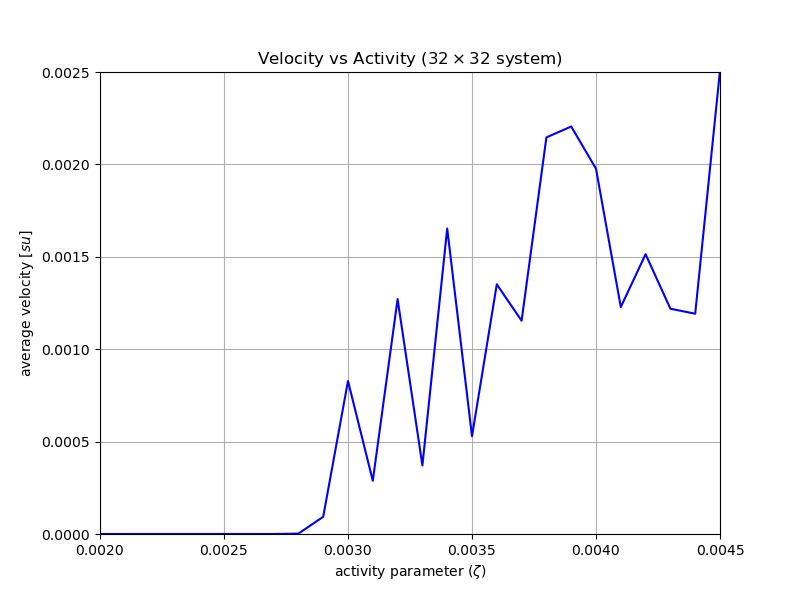 Velocity vs Activity (32 × 32 system)
0.0025
0.0020
0.0015
0.0010
0.0005
0.0000
average velocity [su]
0.0020 0.0025 0.0030 0.0035 0.0040 0.0045
activity parameter (ζ)